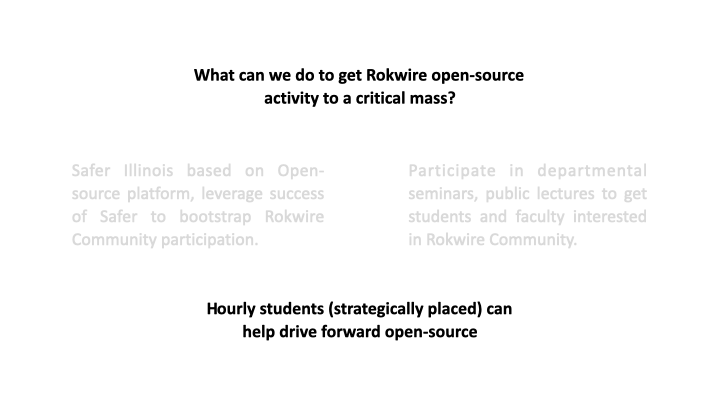 What can we do to get Rokwire open-source
activity to a critical mass?
Safer Illinois based on Open-
source platform, leverage success
of Safer to bootstrap Rokwire
Community participation.
Participate in departmental
seminars, public lectures to get
students and faculty interested
in Rokwire Community.
Hourly students (strategically placed) can
help drive forward open-source